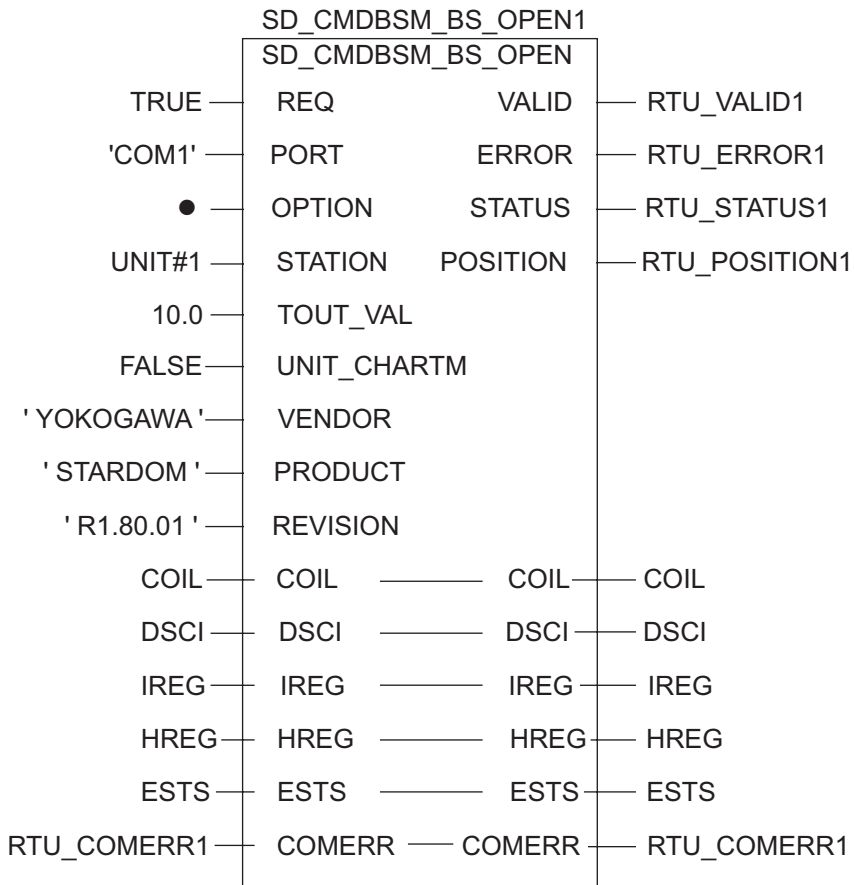 SD_CMDBSM_BS_OPEN1
SD_CMDBSM_BS_OPEN
TRUE REQ VALID RTU_VALID1
'COM1' PORT ERROR RTU_ERROR1
OPTION STATUS RTU_STATUS1
UNIT#1 STATION POSITION RTU_POSITION1
10.0 TOUT_VAL
FALSE UNIT_CHARTM
' YOKOGAWA ' VENDOR
' STARDOM ' PRODUCT
' R1.80.01 ' REVISION
COIL COIL COIL COIL
DSCI DSCI DSCI DSCI
IREG IREG IREG IREG
HREG HREG HREG HREG
ESTS ESTS ESTS ESTS
RTU_COMERR1 COMERR COMERR RTU_COMERR1